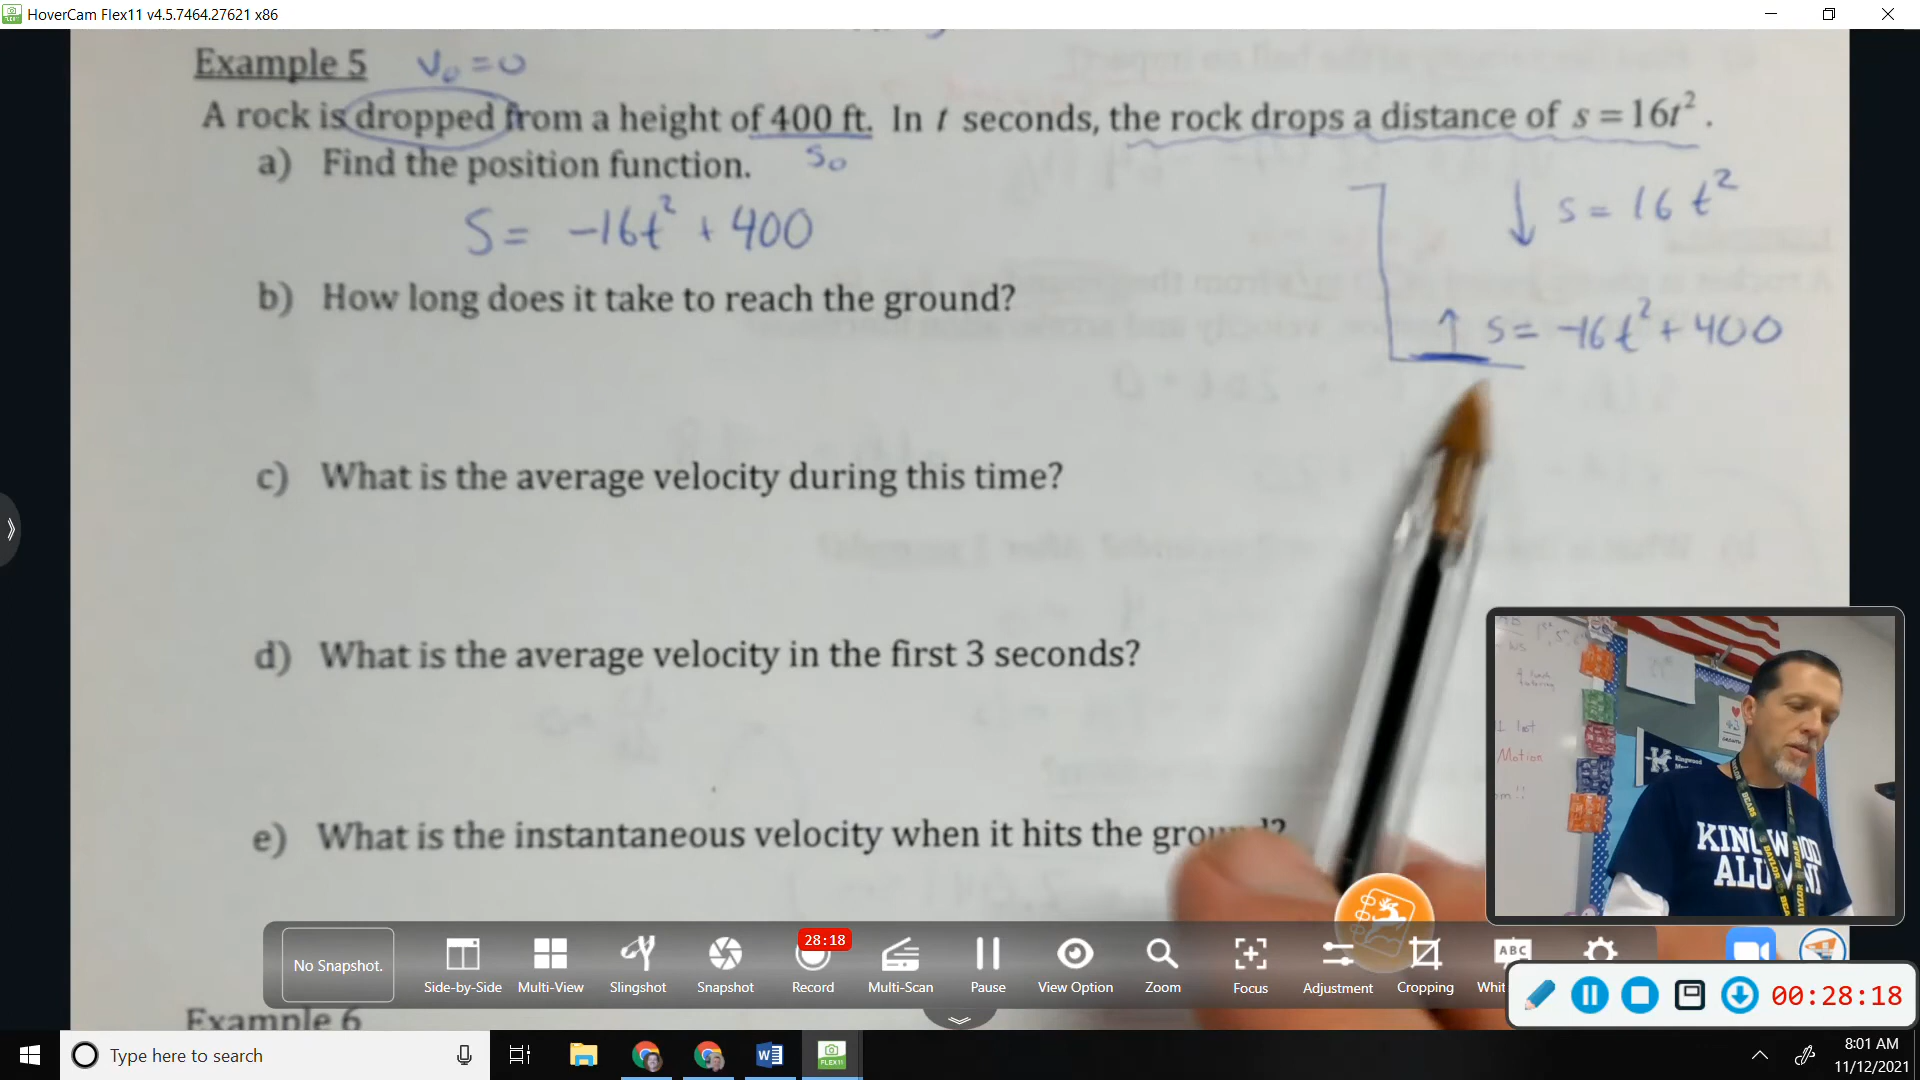 HoverCam Flex11 v4.5.7464.27621 x86
Example 5 v₀ = 0
A rock is dropped from a height of 400 ft. In t seconds, the rock drops a distance of s = 16t².
s₀
a) Find the position function.
↓ s = 16t²
S = -16t² + 400
b) How long does it take to reach the ground?
↑ s = -16t² + 400
c) What is the average velocity during this time?
d) What is the average velocity in the first 3 seconds?
e) What is the instantaneous velocity when it hits the ground?
Motion
Kingwood
KINGWOOD
ALUMNI
BAYLOR BEARS
No Snapshot.
Side-by-Side
Multi-View
Slingshot
Snapshot
28:18
Record
Multi-Scan
Pause
View Option
Zoom
Focus
Adjustment
Cropping
ABC
Whit
00:28:18
Example 6
Type here to search
FLEX11
8:01 AM
11/12/2021